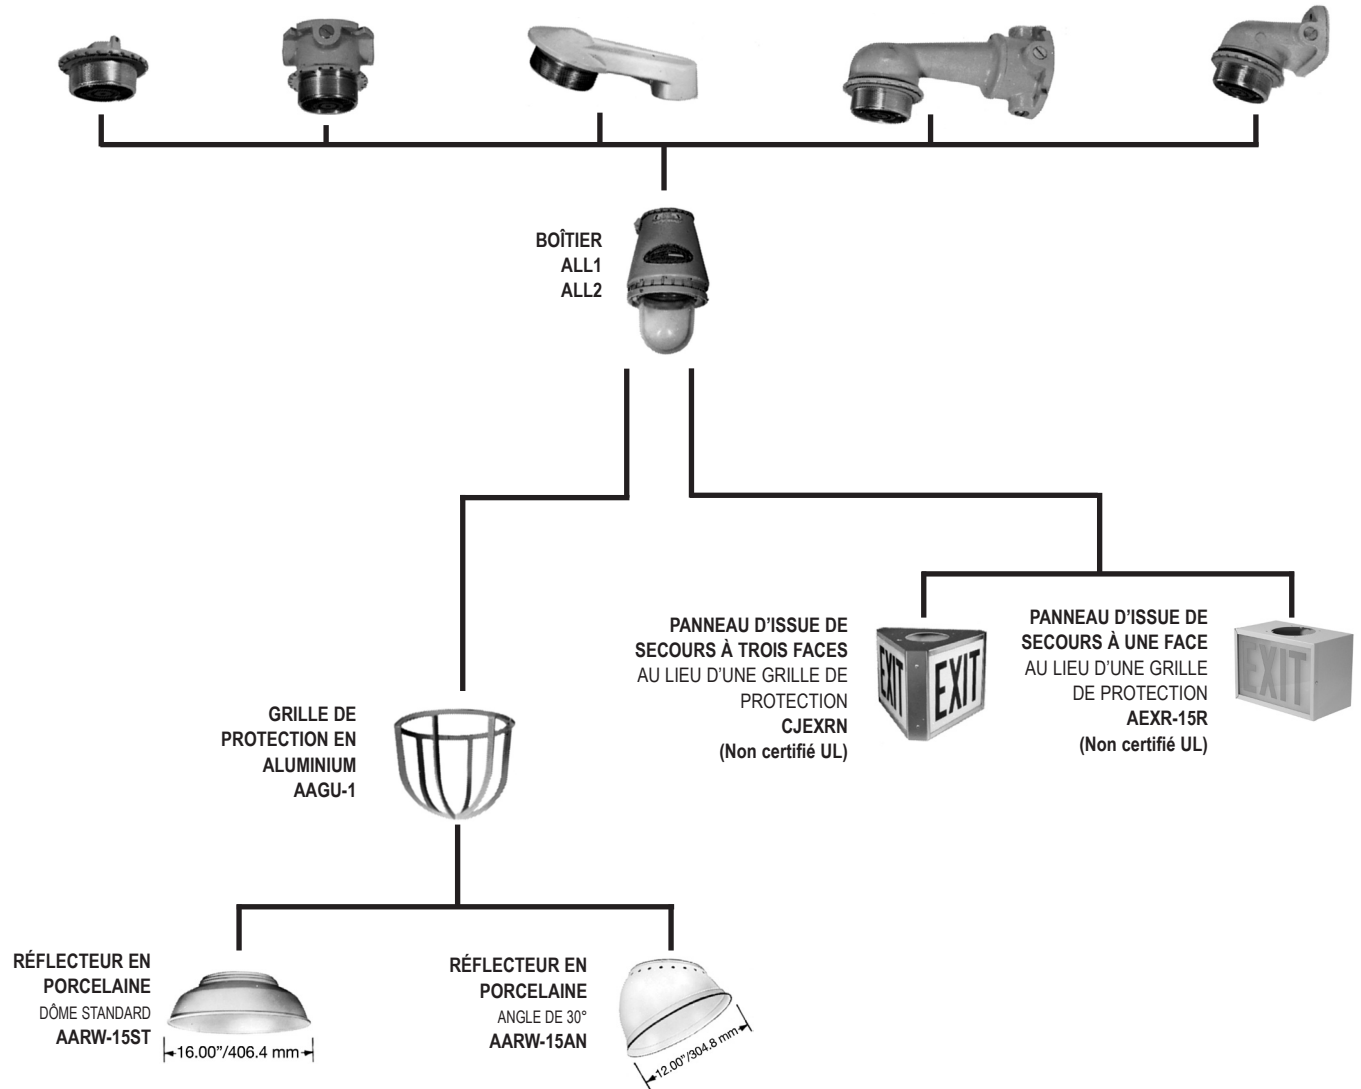 BOÎTIER
ALL1
ALL2
PANNEAU D'ISSUE DE
SECOURS À TROIS FACES
AU LIEU D'UNE GRILLE DE
PROTECTION
CJEXRN
(Non certifié UL)
EXIT
EXIT
PANNEAU D'ISSUE DE
SECOURS À UNE FACE
AU LIEU D'UNE GRILLE
DE PROTECTION
AEXR-15R
(Non certifié UL)
EXIT
GRILLE DE
PROTECTION EN
ALUMINIUM
AAGU-1
RÉFLECTEUR EN
PORCELAINE
DÔME STANDARD
AARW-15ST
16.00"/406.4 mm
RÉFLECTEUR EN
PORCELAINE
ANGLE DE 30°
AARW-15AN
12.00"/304.8 mm